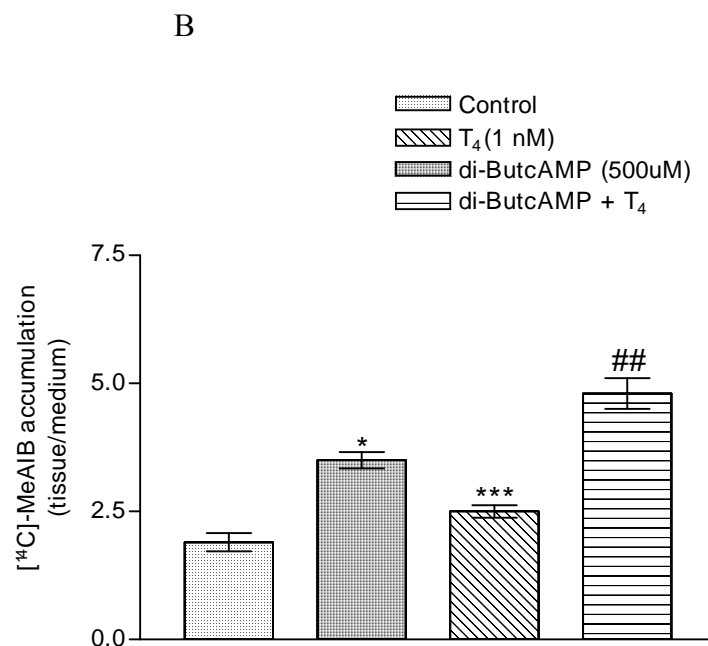 B
Control
T₄ (1 nM)
di-ButcAMP (500uM)
di-ButcAMP + T₄
[¹⁴C]-MeAIB accumulation
(tissue/medium)
7.5
5.0
2.5
0.0
*
***
##